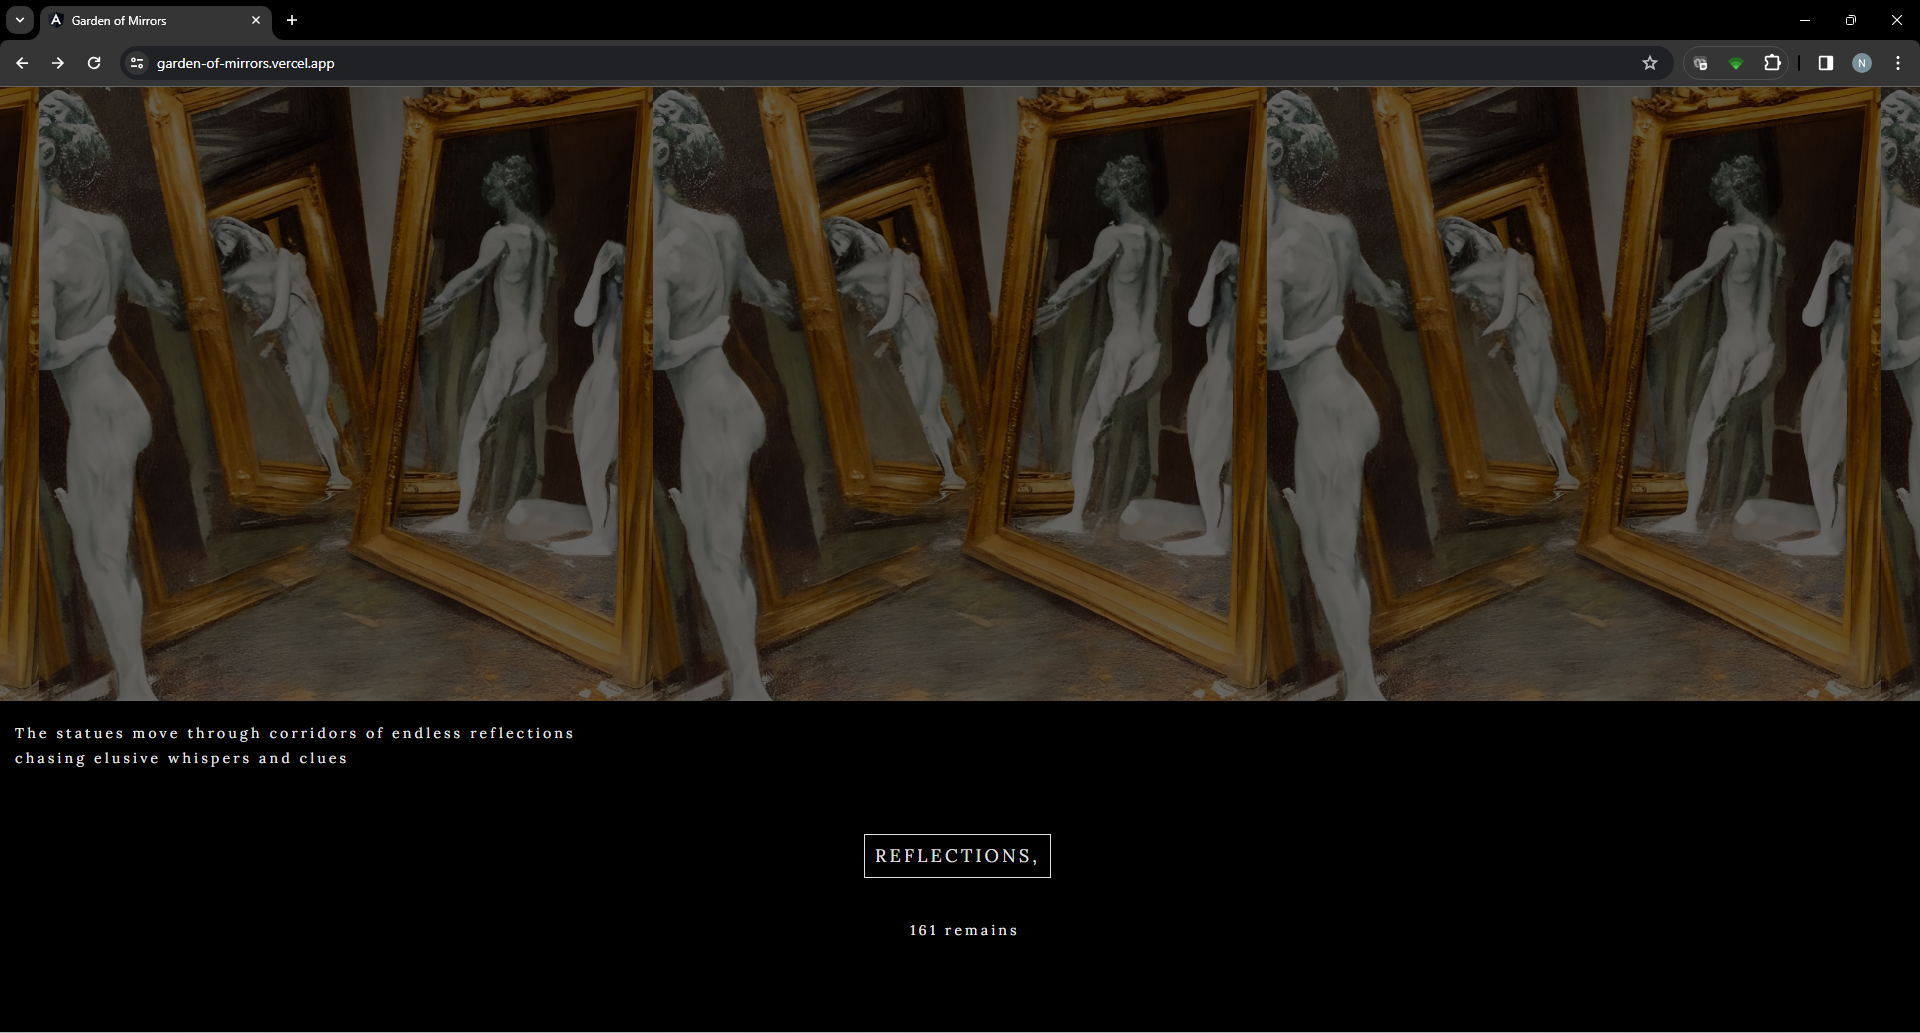 Garden of Mirrors
garden-of-mirrors.vercel.app
N
The statues move through corridors of endless reflections
chasing elusive whispers and clues
REFLECTIONS,
161 remains